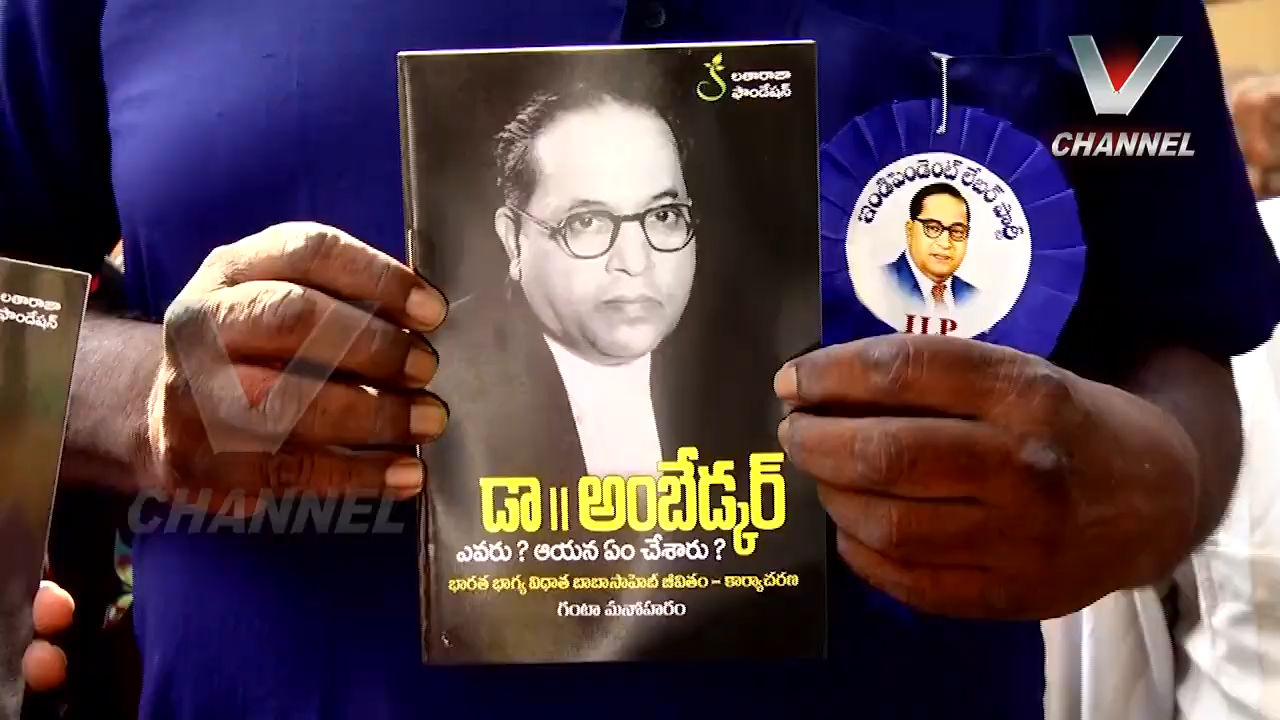 లతారాజా
ఫౌండేషన్
డా॥ అంబేడ్కర్
ఎవరు ? ఆయన ఏం చేశారు ?
భారత భాగ్య విధాత బాబాసాహెబ్ జీవితం – కార్యాచరణ
గంటా మనోహరం
ఇండిపెండెంట్ లేబర్ పార్టీ
ILP
V
CHANNEL
లతారాజా
ఫౌండేషన్
V
CHANNEL